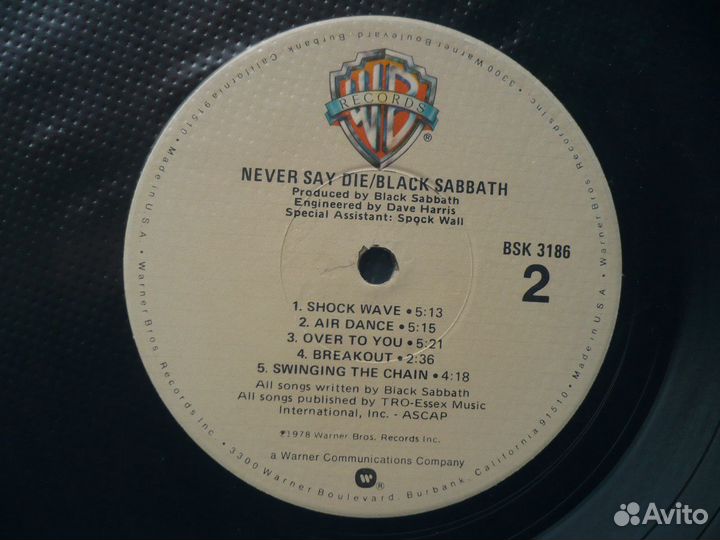 WB
RECORDS
®
NEVER SAY DIE/BLACK SABBATH
Produced by Black Sabbath
Engineered by Dave Harris
Special Assistant: Spock Wall
BSK 3186
2
1. SHOCK WAVE • 5:13
2. AIR DANCE • 5:15
3. OVER TO YOU • 5:21
4. BREAKOUT • 2:36
5. SWINGING THE CHAIN • 4:18
All songs written by Black Sabbath
All songs published by TRO-Essex Music
International, Inc. - ASCAP
℗1978 Warner Bros. Records Inc.
a Warner Communications Company
®
Warner Bros. Records Inc. • 3300 Warner Boulevard, Burbank, California 91510 • Made in U.S.A. •
Warner Bros. Records Inc. • 3300 Warner Boulevard, Burbank, California 91510 • Made in U.S.A. •
Avito